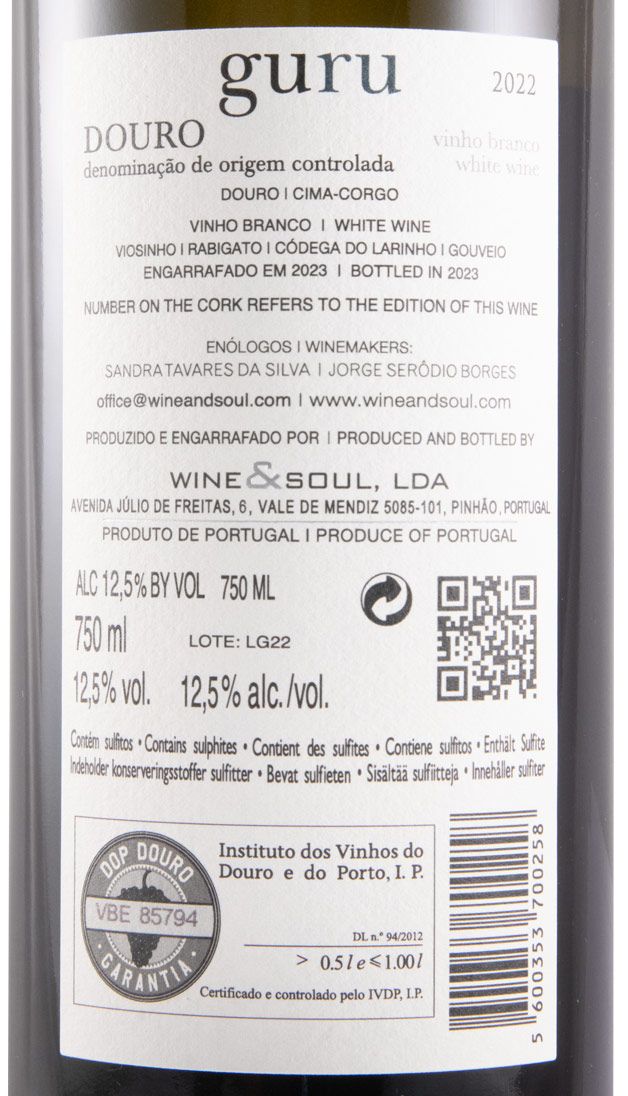 guru
2022
DOURO
denominação de origem controlada
vinho branco
white wine
DOURO | CIMA-CORGO
VINHO BRANCO | WHITE WINE
VIOSINHO | RABIGATO | CÓDEGA DO LARINHO | GOUVEIO
ENGARRAFADO EM 2023 | BOTTLED IN 2023
NUMBER ON THE CORK REFERS TO THE EDITION OF THIS WINE
ENÓLOGOS | WINEMAKERS:
SANDRA TAVARES DA SILVA | JORGE SERÔDIO BORGES
office@wineandsoul.com | www.wineandsoul.com
PRODUZIDO E ENGARRAFADO POR | PRODUCED AND BOTTLED BY
WINE&SOUL, LDA
AVENIDA JÚLIO DE FREITAS, 6, VALE DE MENDIZ 5085-101, PINHÃO, PORTUGAL
PRODUTO DE PORTUGAL | PRODUCE OF PORTUGAL
ALC 12,5% BY VOL 750 ML
750 ml
LOTE: LG22
12,5% vol. 12,5% alc./vol.
Contém sulfitos • Contains sulphites • Contient des sulfites • Contiene sulfitos • Enthält Sulfite
Indeholder konserveringsstoffer sulfitter • Bevat sulfieten • Sisältää sulfiitteja • Innehåller sulfiter
DOP DOURO
VBE 85794
GARANTIA
Instituto dos Vinhos do
Douro e do Porto, I. P.
DL n.º 94/2012
> 0.5 l e ≤ 1.00 l
Certificado e controlado pelo IVDP, I.P.
5 600353 700258